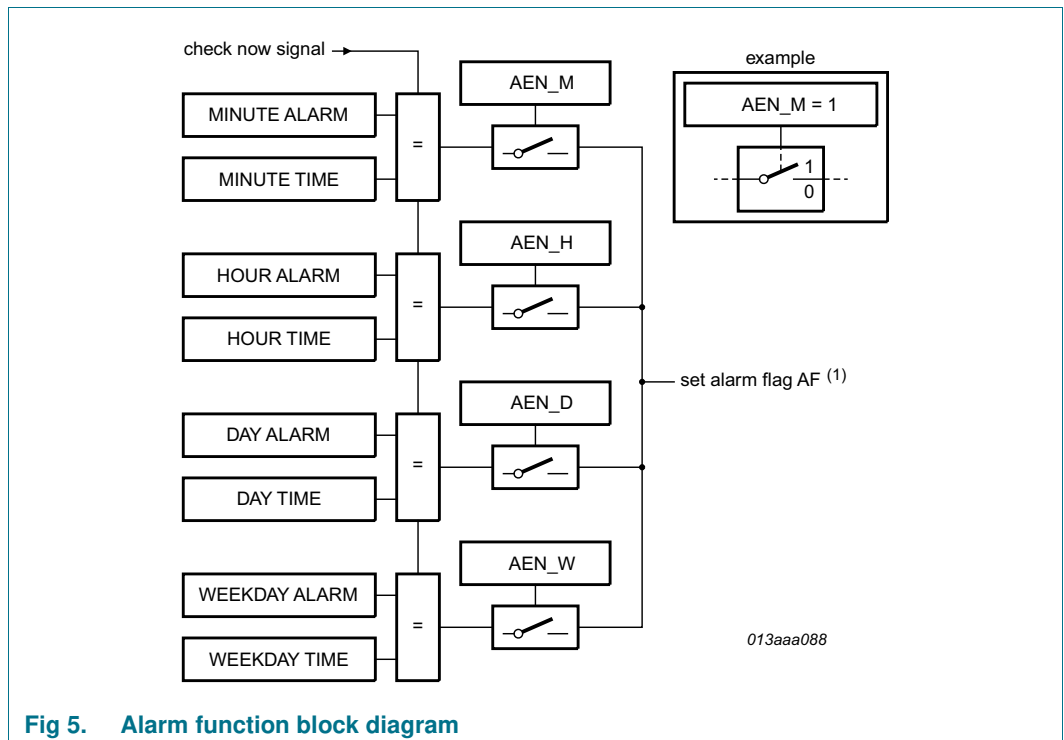 check now signal
example
AEN_M
AEN_M = 1
MINUTE ALARM
=
MINUTE TIME
1
0
AEN_H
HOUR ALARM
=
HOUR TIME
set alarm flag AF (1)
AEN_D
DAY ALARM
=
DAY TIME
AEN_W
WEEKDAY ALARM
=
WEEKDAY TIME
013aaa088
Fig 5. Alarm function block diagram